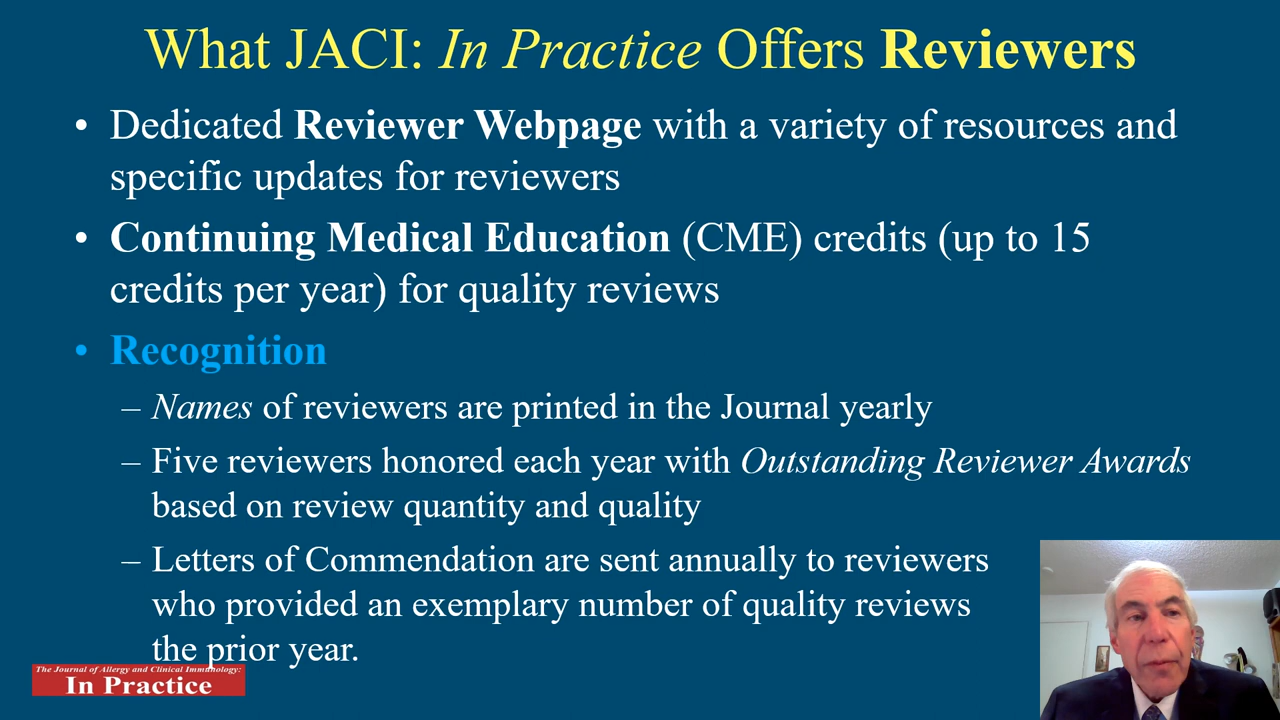 What JACI: In Practice Offers Reviewers
• Dedicated Reviewer Webpage with a variety of resources and
specific updates for reviewers
• Continuing Medical Education (CME) credits (up to 15
credits per year) for quality reviews
• Recognition
– Names of reviewers are printed in the Journal yearly
– Five reviewers honored each year with Outstanding Reviewer Awards
based on review quantity and quality
– Letters of Commendation are sent annually to reviewers
who provided an exemplary number of quality reviews
the prior year.
The Journal of Allergy and Clinical Immunology:
In Practice